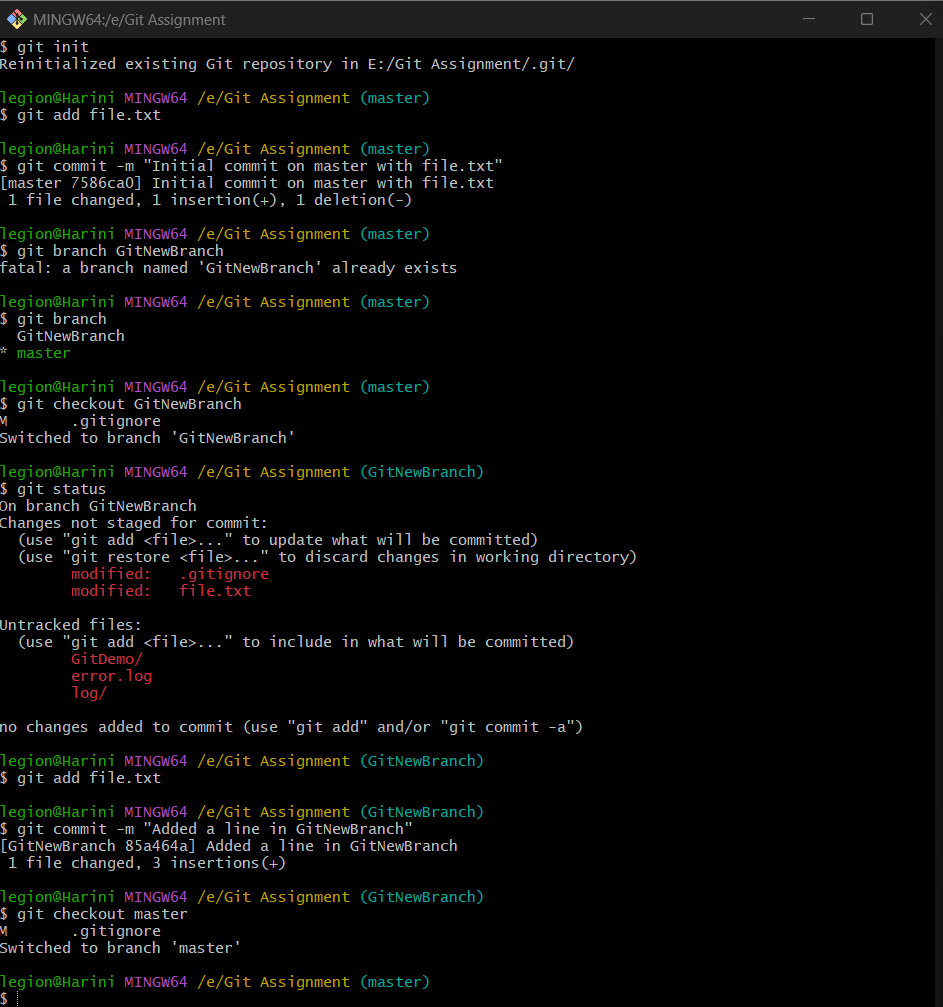 MINGW64:/e/Git Assignment
$ git init
Reinitialized existing Git repository in E:/Git Assignment/.git/
legion@Harini MINGW64 /e/Git Assignment (master)
$ git add file.txt
legion@Harini MINGW64 /e/Git Assignment (master)
$ git commit -m "Initial commit on master with file.txt"
[master 7586ca0] Initial commit on master with file.txt
 1 file changed, 1 insertion(+), 1 deletion(-)
legion@Harini MINGW64 /e/Git Assignment (master)
$ git branch GitNewBranch
fatal: a branch named 'GitNewBranch' already exists
legion@Harini MINGW64 /e/Git Assignment (master)
$ git branch
  GitNewBranch
* master
legion@Harini MINGW64 /e/Git Assignment (master)
$ git checkout GitNewBranch
M       .gitignore
Switched to branch 'GitNewBranch'
legion@Harini MINGW64 /e/Git Assignment (GitNewBranch)
$ git status
On branch GitNewBranch
Changes not staged for commit:
  (use "git add <file>..." to update what will be committed)
  (use "git restore <file>..." to discard changes in working directory)
        modified:   .gitignore
        modified:   file.txt
Untracked files:
  (use "git add <file>..." to include in what will be committed)
        GitDemo/
        error.log
        log/
no changes added to commit (use "git add" and/or "git commit -a")
legion@Harini MINGW64 /e/Git Assignment (GitNewBranch)
$ git add file.txt
legion@Harini MINGW64 /e/Git Assignment (GitNewBranch)
$ git commit -m "Added a line in GitNewBranch"
[GitNewBranch 85a464a] Added a line in GitNewBranch
 1 file changed, 3 insertions(+)
legion@Harini MINGW64 /e/Git Assignment (GitNewBranch)
$ git checkout master
M       .gitignore
Switched to branch 'master'
legion@Harini MINGW64 /e/Git Assignment (master)
$